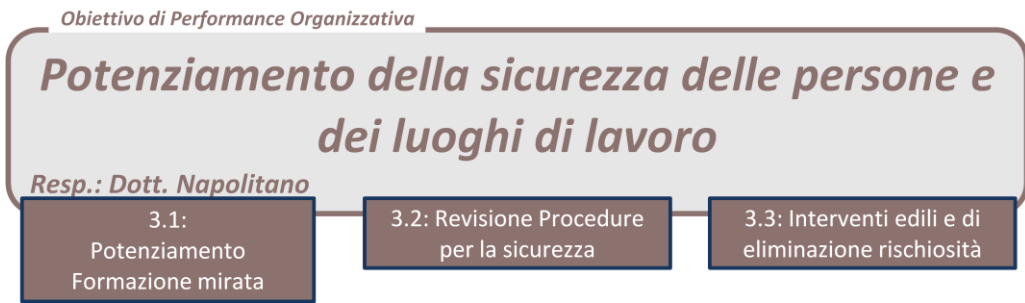 Obiettivo di Performance Organizzativa
Potenziamento della sicurezza delle persone e
dei luoghi di lavoro
Resp.: Dott. Napolitano
3.1:
Potenziamento
Formazione mirata
3.2: Revisione Procedure
per la sicurezza
3.3: Interventi edili e di
eliminazione rischiosità